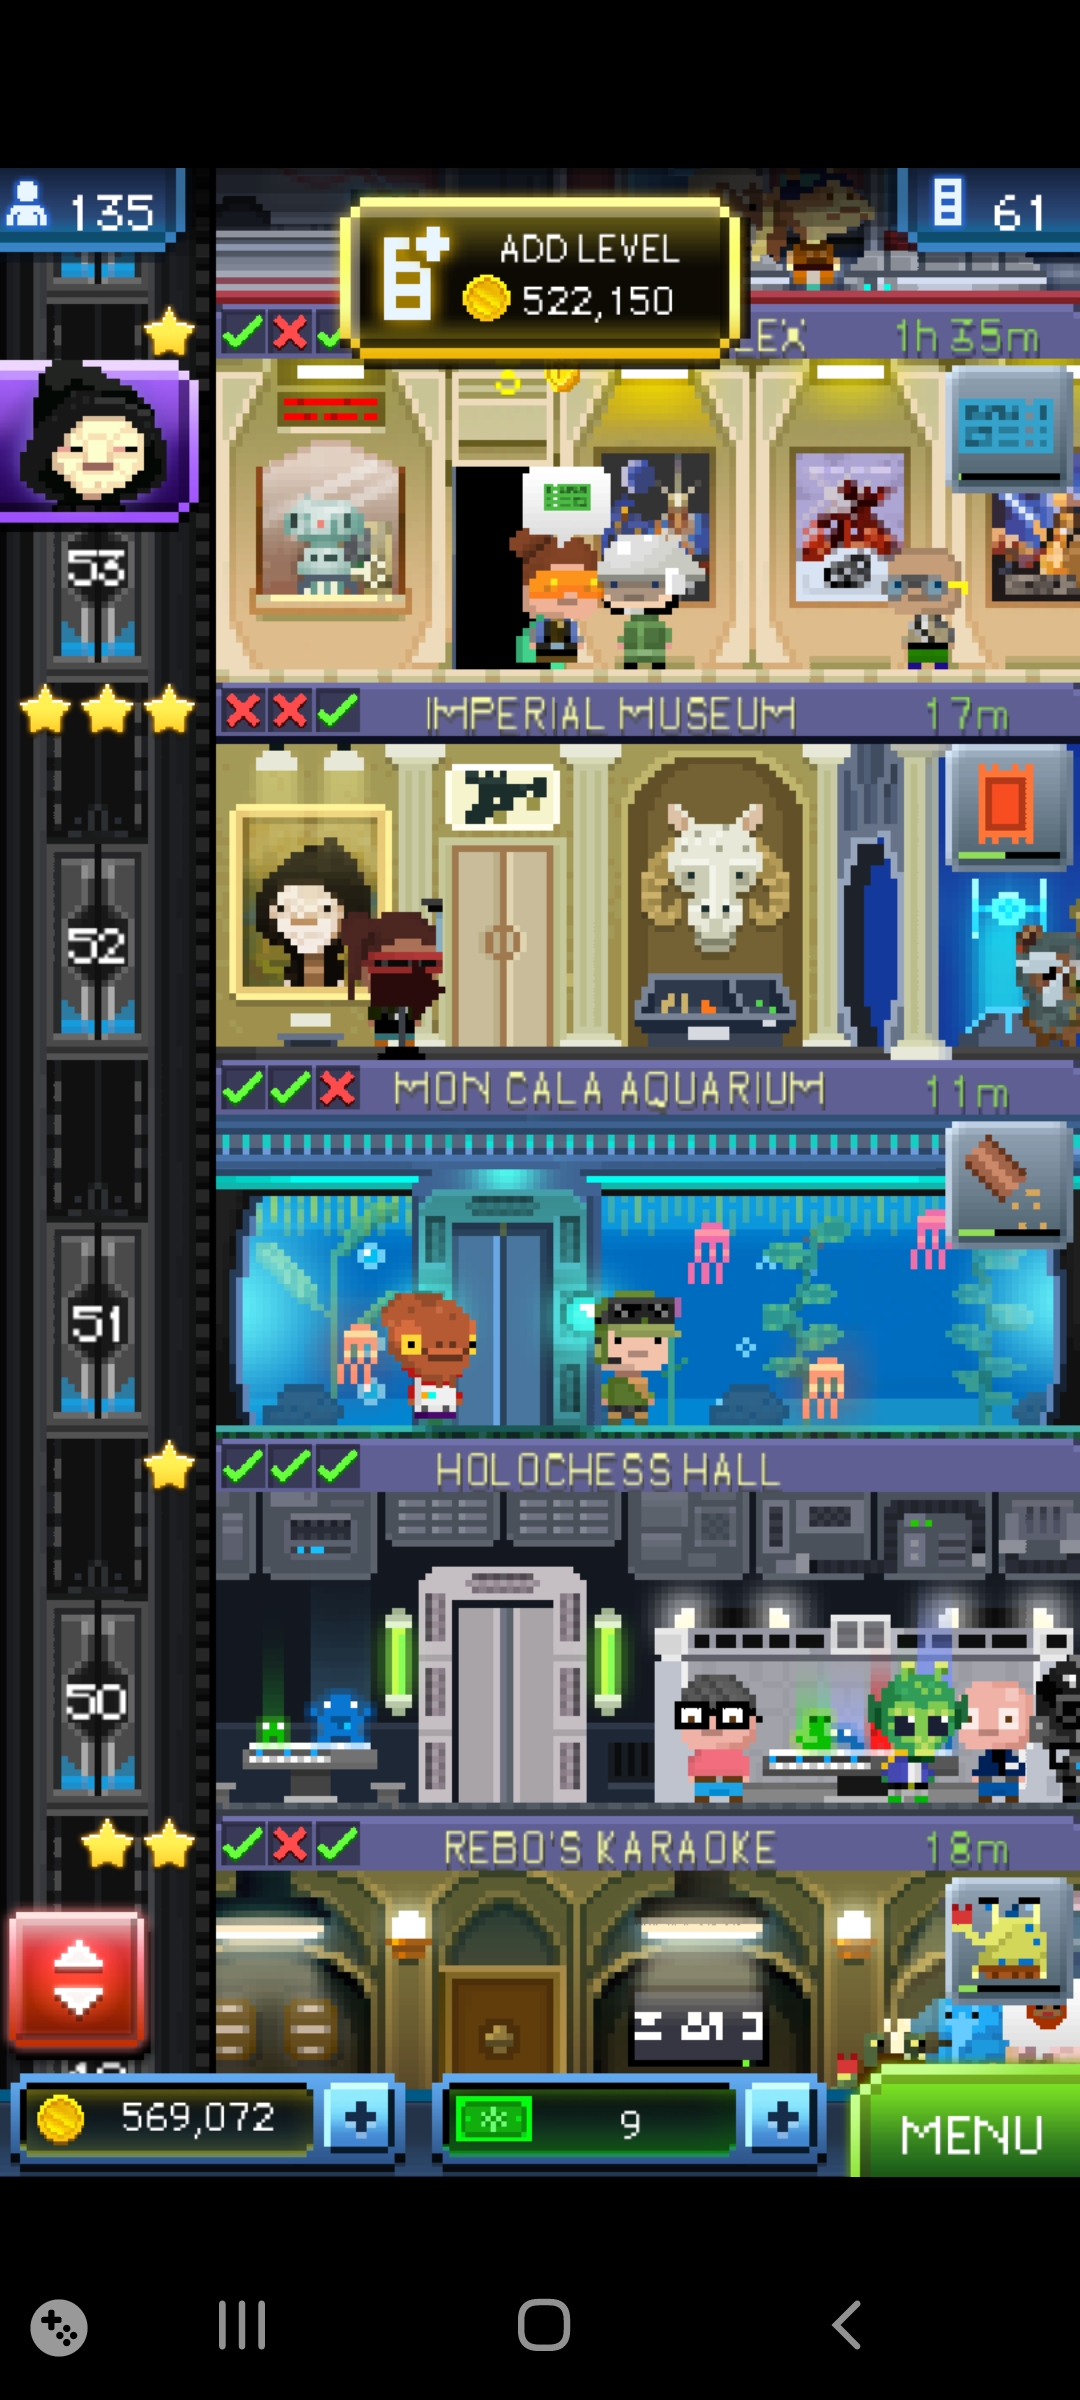 135
ADD LEVEL
522,150
61
LEX 1h 35m
53
IMPERIAL MUSEUM 17m
52
MON CALA AQUARIUM 11m
51
HOLOCHESS HALL
50
REBO'S KARAOKE 18m
569,072
9
MENU